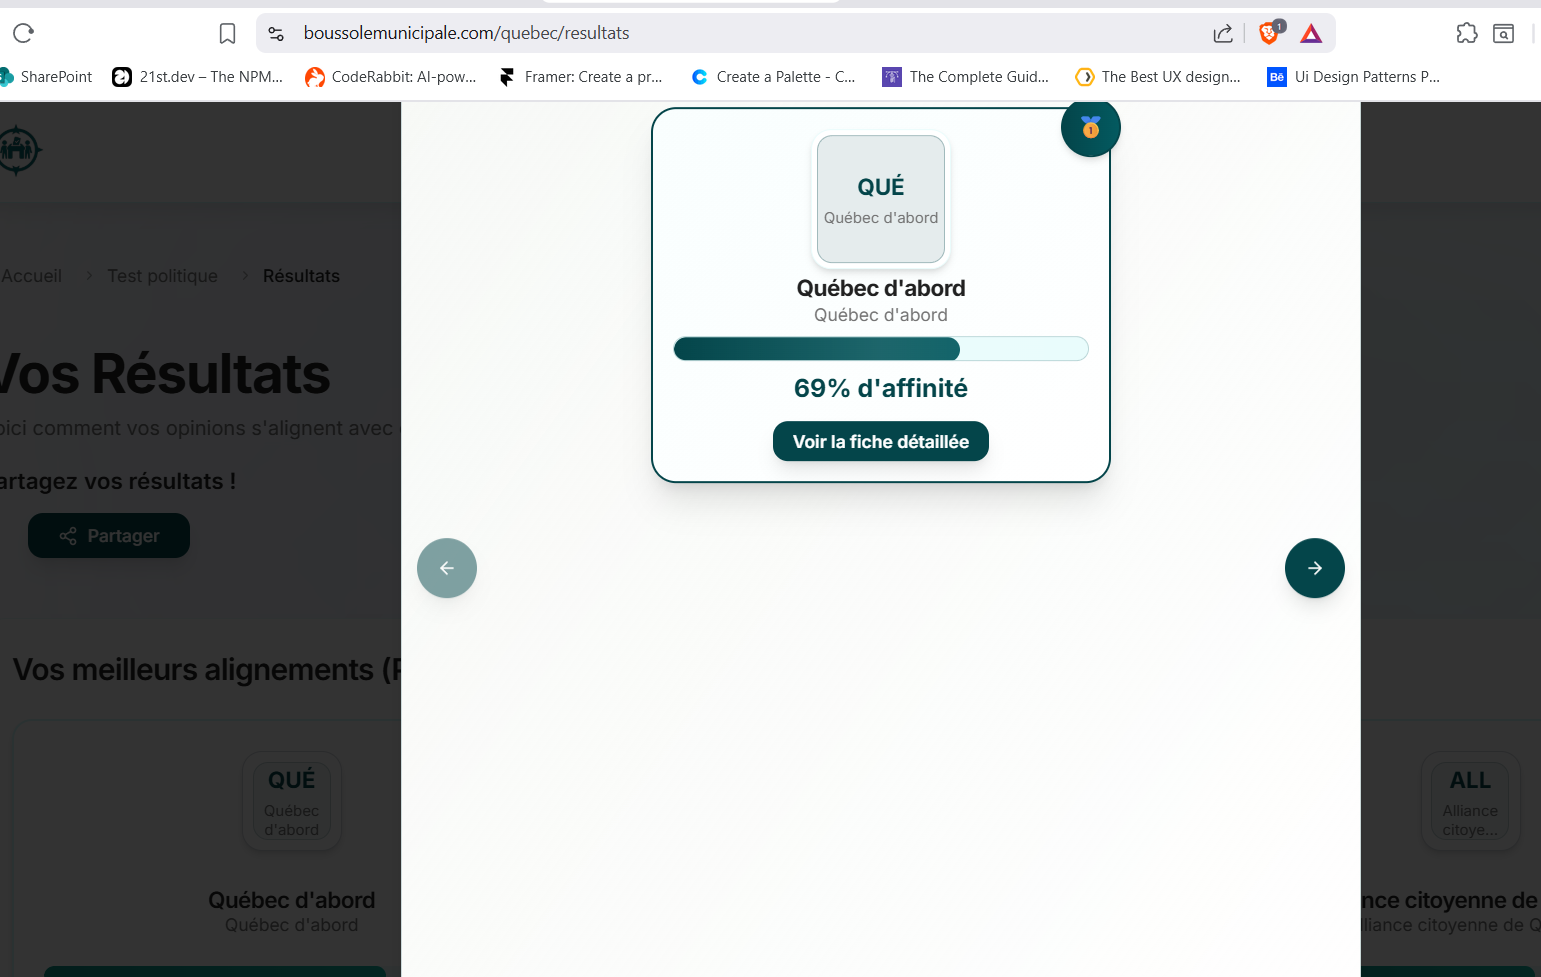 boussolemunicipale.com/quebec/resultats
1
SharePoint
21st.dev – The NPM...
CodeRabbit: AI-pow...
Framer: Create a pr...
Create a Palette - C...
The Complete Guid...
The Best UX design...
Bē
Ui Design Patterns P...
1
QUÉ
Québec d'abord
Québec d'abord
Québec d'abord
69% d'affinité
Voir la fiche détaillée
Accueil
Test politique
Résultats
Vos Résultats
oici comment vos opinions s'alignent avec
artagez vos résultats !
Partager
Vos meilleurs alignements (
QUÉ
Québec
d'abord
Québec d'abord
Québec d'abord
ALL
Alliance
citoye...
nce citoyenne de
lliance citoyenne de Q